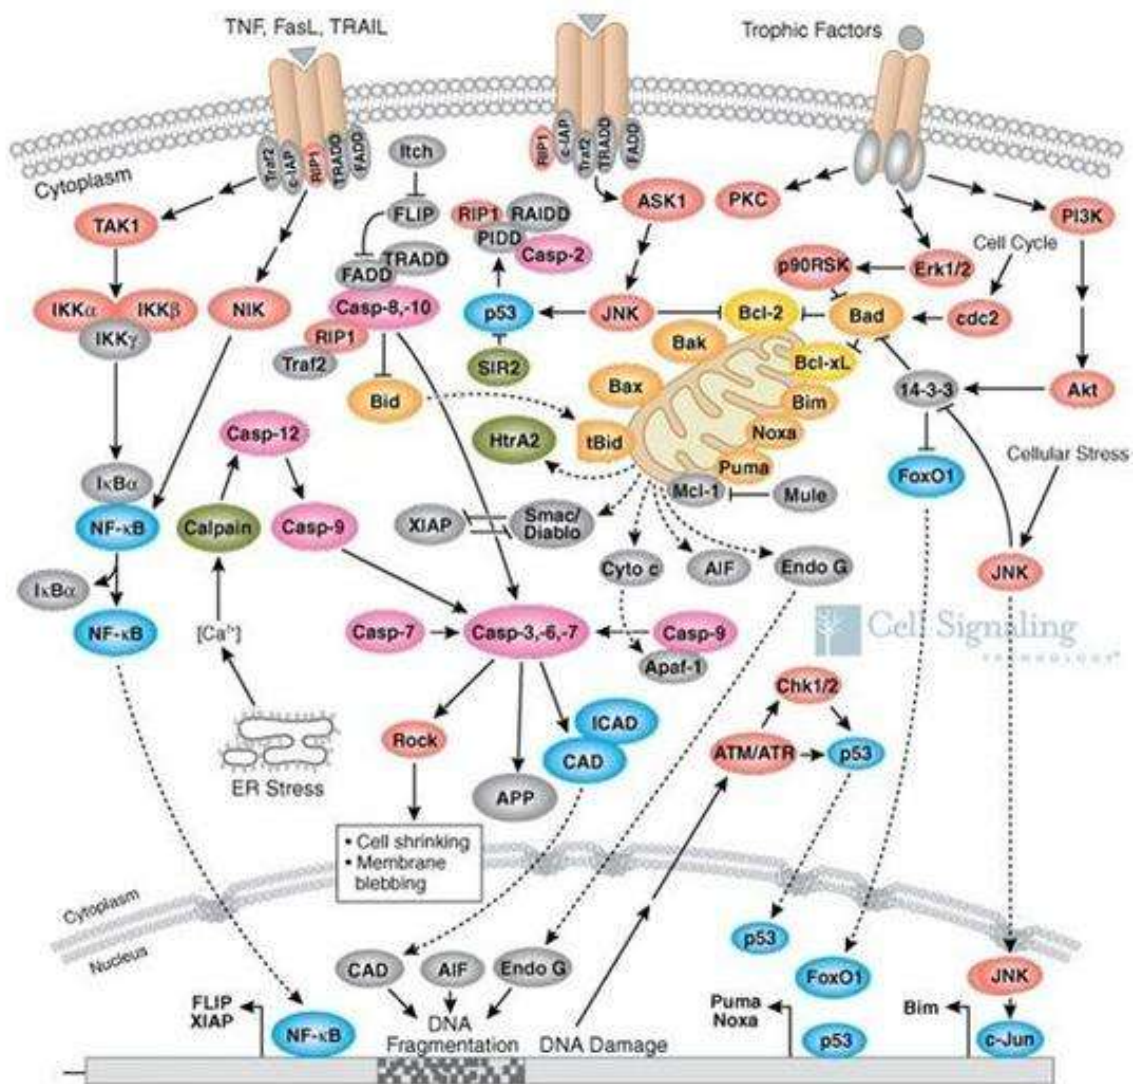 TNF, FasL, TRAIL
Trophic Factors
Traf2
c-IAP
RIP1
TRADD
FADD
RIP1
c-IAP
Traf2
TRADD
FADD
Cytoplasm
Itch
FLIP
TRADD
FADD
Casp-8,-10
RIP1
Traf2
Bid
TAK1
IKKα
IKKβ
IKKγ
NIK
RIP1
RAIDD
PIDD
Casp-2
ASK1
PKC
PI3K
Cell Cycle
p90RSK
Erk1/2
p53
JNK
Bcl-2
Bad
cdc2
SIR2
Bak
Bcl-xL
Bax
Bim
14-3-3
Akt
HtrA2
tBid
Noxa
Puma
Mcl-1
Mule
FoxO1
Cellular Stress
Casp-12
IκBα
NF-κB
Calpain
Casp-9
XIAP
Smac/
Diablo
Cyto c
AIF
Endo G
JNK
IκBα
NF-κB
[Ca²⁺]
Casp-7
Casp-3,-6,-7
Casp-9
Apaf-1
Cell Signaling
TECHNOLOGY®
Chk1/2
ATM/ATR
p53
Rock
ICAD
CAD
APP
ER Stress
• Cell shrinking
• Membrane
blebbing
Cytoplasm
Nucleus
CAD
AIF
Endo G
p53
FoxO1
JNK
FLIP
XIAP
NF-κB
DNA
Fragmentation
DNA Damage
Puma
Noxa
p53
Bim
c-Jun